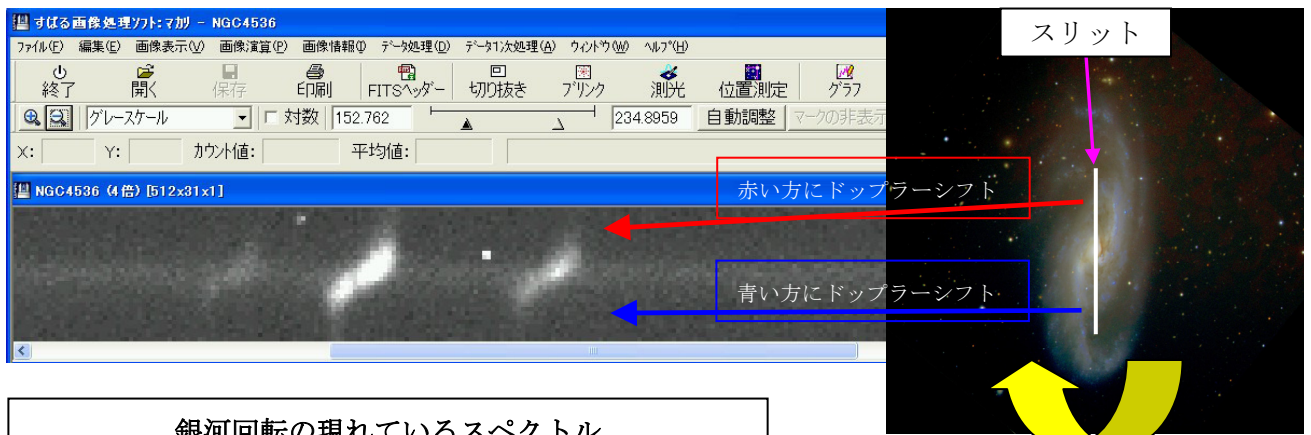 すばる画像処理ソフト:マカリ - NGC4536
ファイル(F) 編集(E) 画像表示(V) 画像演算(P) 画像情報(I) データ処理(D) データ1次処理(A) ウィンドウ(W) ヘルプ(H)
終了 開く 保存 印刷 FITSヘッダー 切り抜き ブリンク 測光 位置測定 グラフ
グレースケール 対数 152.762 234.8959 自動調整 マークの非表示
X: Y: カウント値: 平均値:
NGC4536 (4倍) [512x31x1]
スリット
赤い方にドップラーシフト
青い方にドップラーシフト
銀河回転の現れているスペクトル